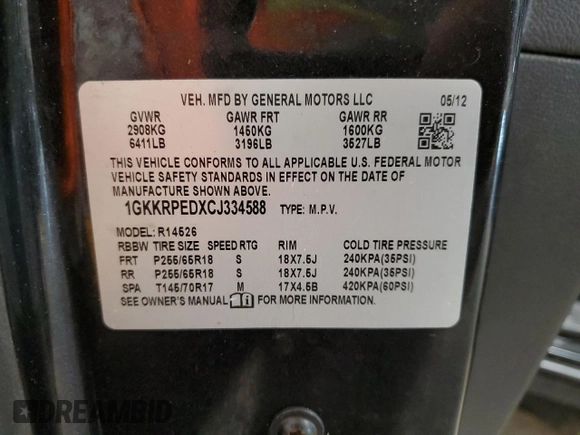 VEH. MFD BY GENERAL MOTORS LLC 05/12
GVWR GAWR FRT GAWR RR
2908KG 1450KG 1600KG
6411LB 3196LB 3527LB
THIS VEHICLE CONFORMS TO ALL APPLICABLE U.S. FEDERAL MOTOR
VEHICLE SAFETY STANDARDS IN EFFECT ON THE DATE OF
MANUFACTURE SHOWN ABOVE.
1GKKRPEDXCJ334588 TYPE: M.P.V.
MODEL: R14526
RBBW TIRE SIZE SPEED RTG RIM COLD TIRE PRESSURE
FRT P255/65R18 S 18X7.5J 240KPA(35PSI)
RR P255/65R18 S 18X7.5J 240KPA(35PSI)
SPA T145/70R17 M 17X4.5B 420KPA(60PSI)
SEE OWNER'S MANUAL FOR MORE INFORMATION.
DREAMBID